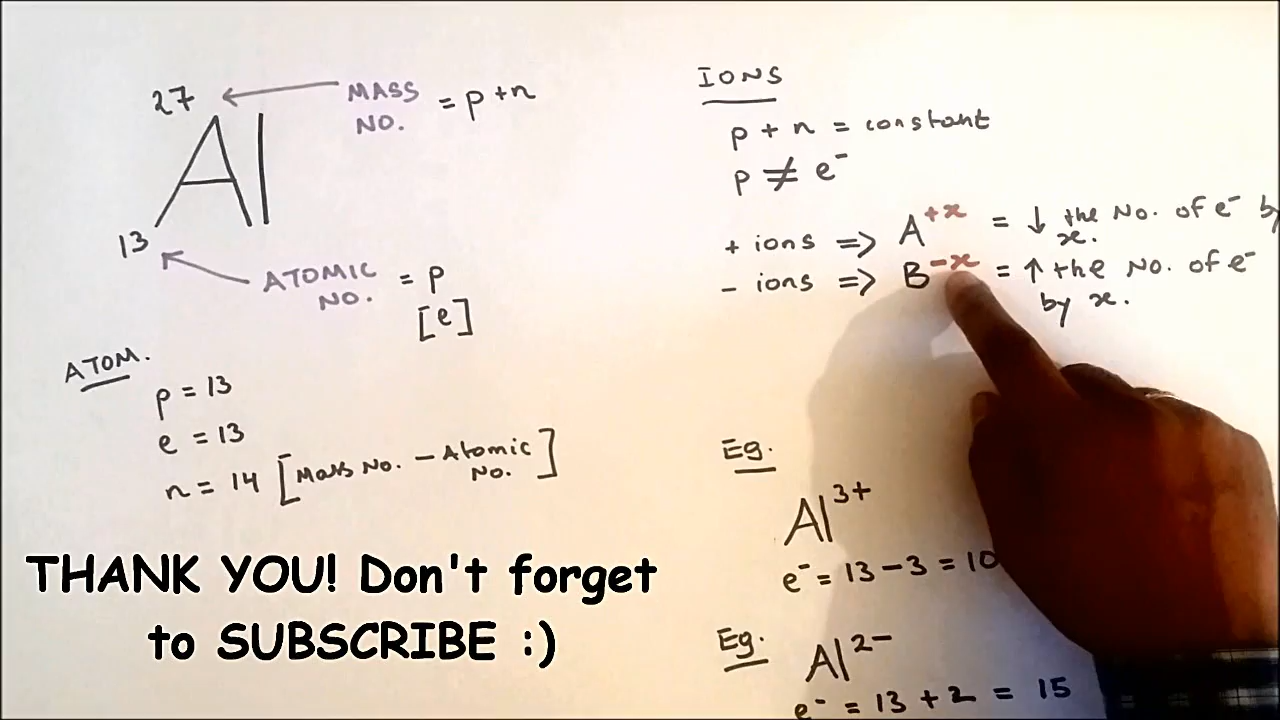 27
MASS NO. = p+n
Al
13
ATOMIC NO. = p
[e]
ATOM.
p = 13
e = 13
n = 14 [Mass No. – Atomic No.]
THANK YOU! Don't forget
to SUBSCRIBE :)
IONS
p + n = constant
p ≠ e⁻
+ ions => A⁺ˣ = ↓ the No. of e⁻ by
x.
– ions => B⁻ˣ = ↑ the No. of e⁻
by x.
Eg.
Al³⁺
e⁻ = 13 – 3 = 10
Eg.
Al²⁻
e⁻ = 13 + 2 = 15